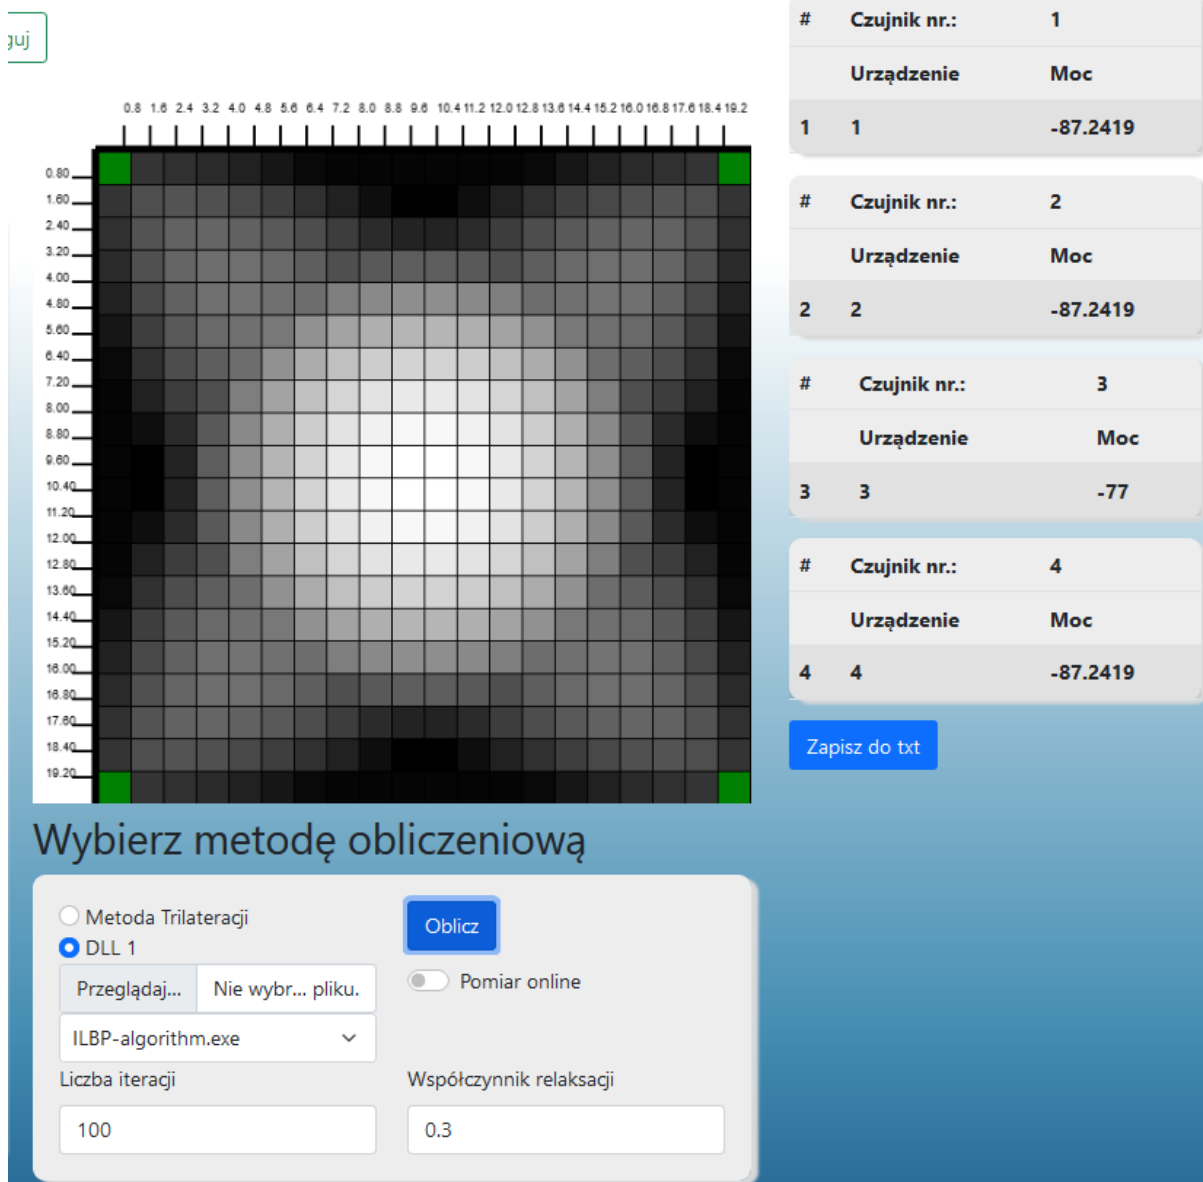 guj
0.8 1.6 2.4 3.2 4.0 4.8 5.6 6.4 7.2 8.0 8.8 9.6 10.4 11.2 12.0 12.8 13.6 14.4 15.2 16.0 16.8 17.6 18.4 19.2
0.80
1.60
2.40
3.20
4.00
4.80
5.60
6.40
7.20
8.00
8.80
9.60
10.40
11.20
12.00
12.80
13.60
14.40
15.20
16.00
16.80
17.60
18.40
19.20
# Czujnik nr.: 1
Urządzenie Moc
1 1 -87.2419
# Czujnik nr.: 2
Urządzenie Moc
2 2 -87.2419
# Czujnik nr.: 3
Urządzenie Moc
3 3 -77
# Czujnik nr.: 4
Urządzenie Moc
4 4 -87.2419
Zapisz do txt
Wybierz metodę obliczeniową
Metoda Trilateracji
DLL 1
Przeglądaj... Nie wybr... pliku.
ILBP-algorithm.exe
Oblicz
Pomiar online
Liczba iteracji
100
Współczynnik relaksacji
0.3